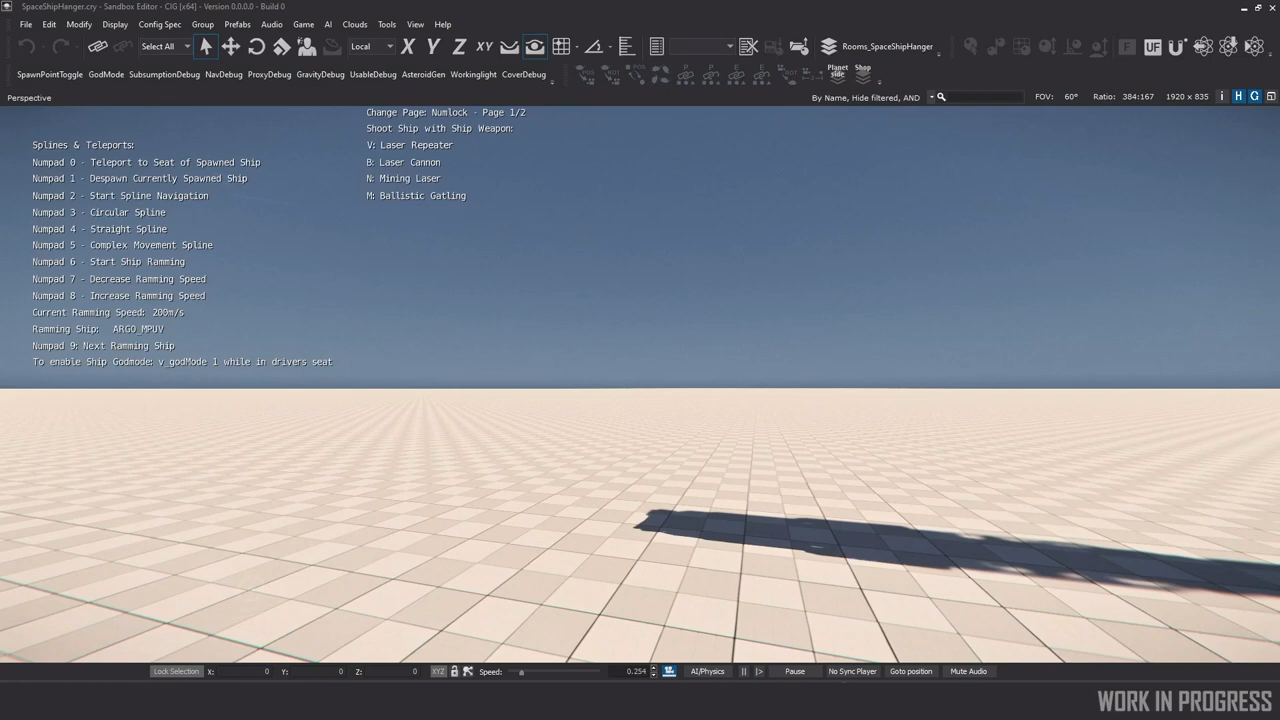 SpaceShipHanger.cry - Sandbox Editor - CIG [x64] - Version 0.0.0.0 - Build 0
File Edit Modify Display Config Spec Group Prefabs Audio Game AI Clouds Tools View Help
Select All Local X Y Z XY Rooms_SpaceShipHanger F UF
SpawnPointToggle GodMode SubsumptionDebug NavDebug ProxyDebug GravityDebug UsableDebug AsteroidGen Workinglight CoverDebug POS ROT POS P P E E ROT Planet side Shop
Perspective By Name, Hide filtered, AND FOV: 60° Ratio: 384:167 1920 x 835 i H G
Change Page: Numlock - Page 1/2
Shoot Ship with Ship Weapon:
V: Laser Repeater
B: Laser Cannon
N: Mining Laser
M: Ballistic Gatling
Splines & Teleports:
Numpad 0 - Teleport to Seat of Spawned Ship
Numpad 1 - Despawn Currently Spawned Ship
Numpad 2 - Start Spline Navigation
Numpad 3 - Circular Spline
Numpad 4 - Straight Spline
Numpad 5 - Complex Movement Spline
Numpad 6 - Start Ship Ramming
Numpad 7 - Decrease Ramming Speed
Numpad 8 - Increase Ramming Speed
Current Ramming Speed: 200m/s
Ramming Ship: ARGO_MPUV
Numpad 9: Next Ramming Ship
To enable Ship Godmode: v_godMode 1 while in drivers seat
Lock Selection X: 0 Y: 0 Z: 0 XYZ Speed: 0.254 AI/Physics Pause No Sync Player Goto position Mute Audio
WORK IN PROGRESS